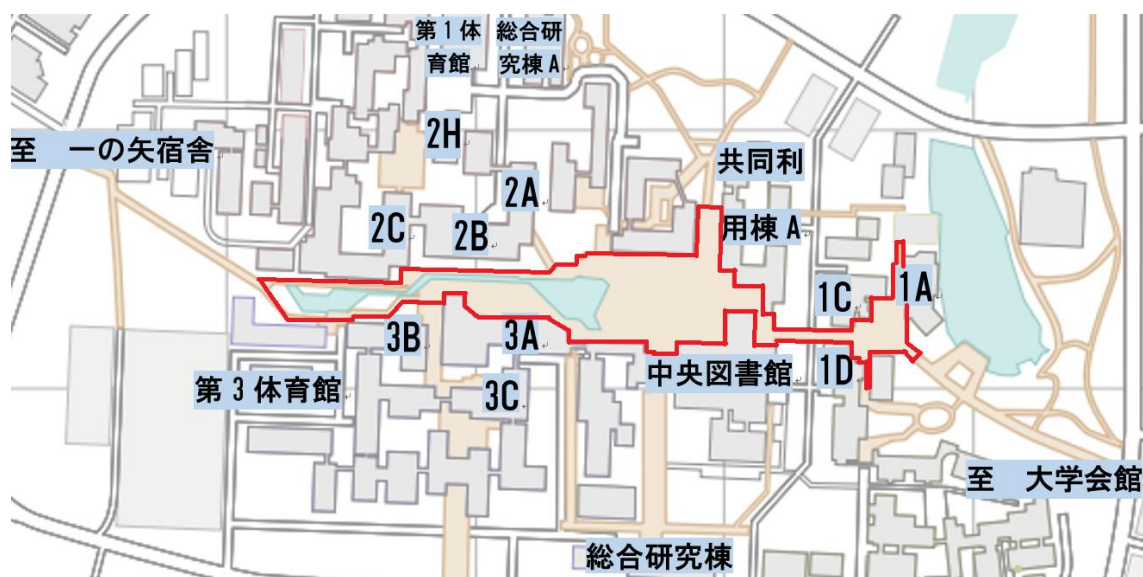 第1体
育館
総合研
究棟A
至 一の矢宿舎
2H
共同利
用棟A
2A
2C
2B
1C
1A
3B
3A
中央図書館
1D
第3体育館
3C
至 大学会館
総合研究棟